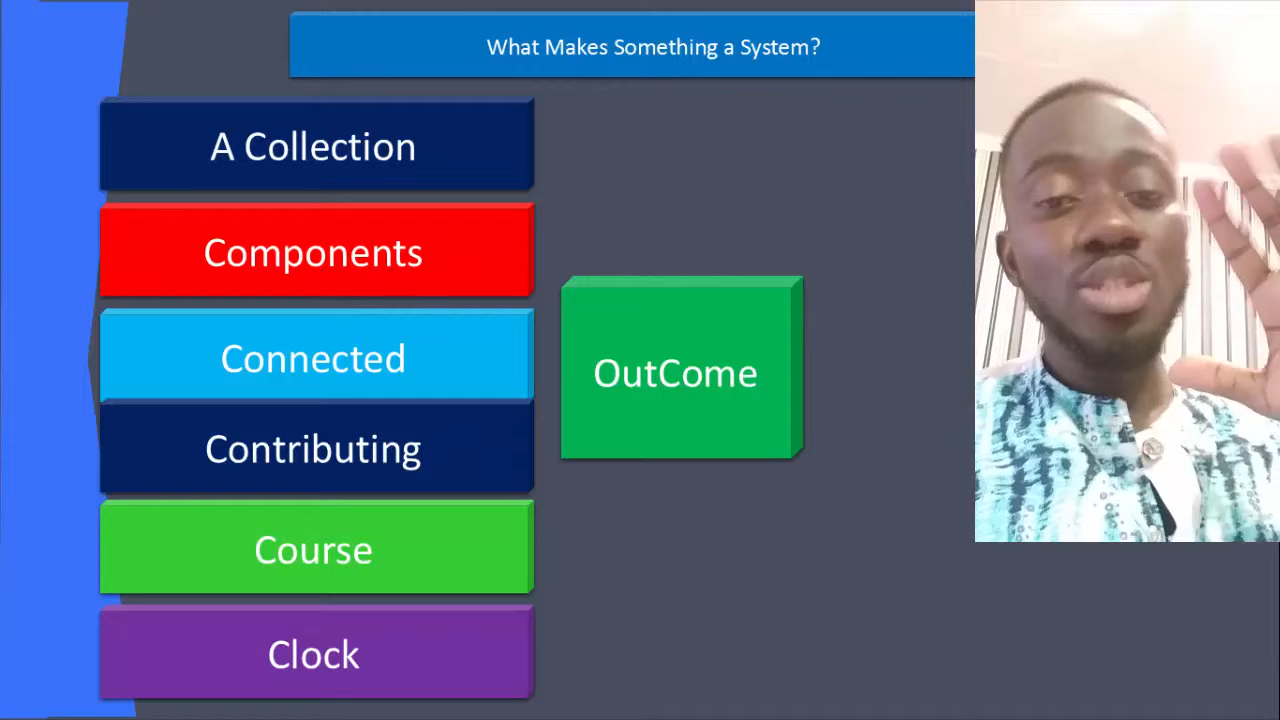 What Makes Something a System?
A Collection
Components
Connected
Contributing
Course
Clock
OutCome